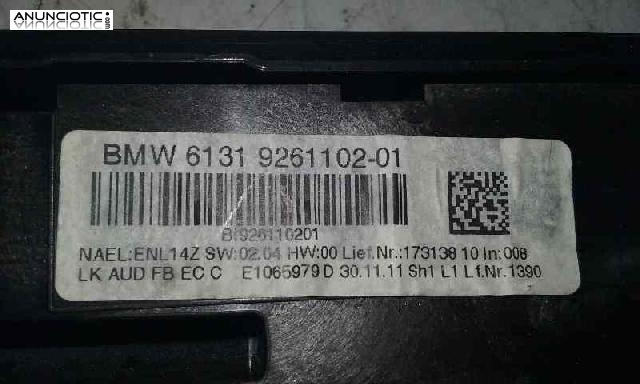 ANUNCIOTIC
.com
BMW 6131 9261102-01
B:926110201
NAEL:ENL14Z SW:02.04 HW:00 Lief.Nr.:173138 10 In:008
LK AUD FB EC C E1065979 D 30.11.11 Sh1 L1 Lf.Nr.1390